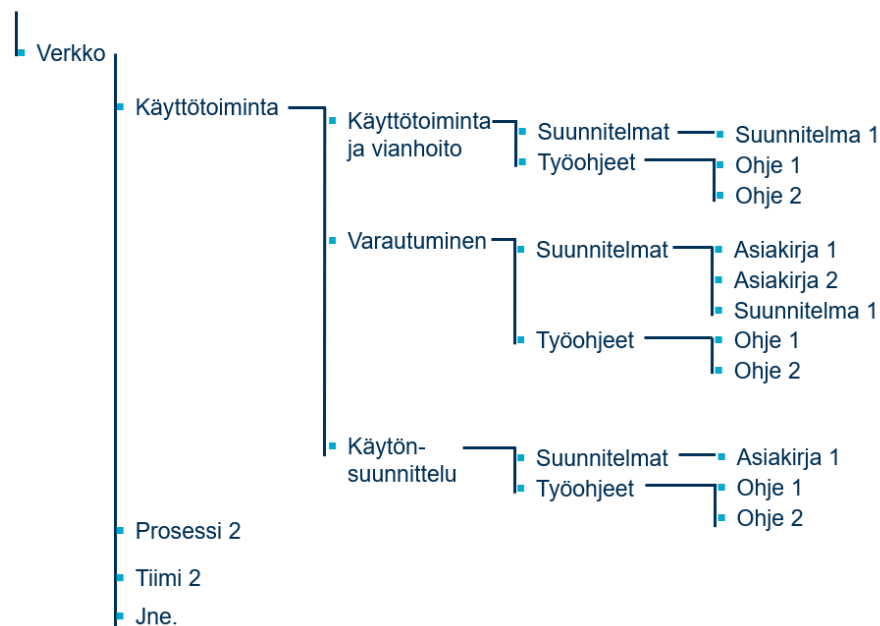 Verkko
Käyttötoiminta
Käyttötoiminta
ja vianhoito
Suunnitelmat
Suunnitelma 1
Työohjeet
Ohje 1
Ohje 2
Varautuminen
Suunnitelmat
Asiakirja 1
Asiakirja 2
Suunnitelma 1
Työohjeet
Ohje 1
Ohje 2
Käytön-
suunnittelu
Suunnitelmat
Asiakirja 1
Työohjeet
Ohje 1
Ohje 2
Prosessi 2
Tiimi 2
Jne.